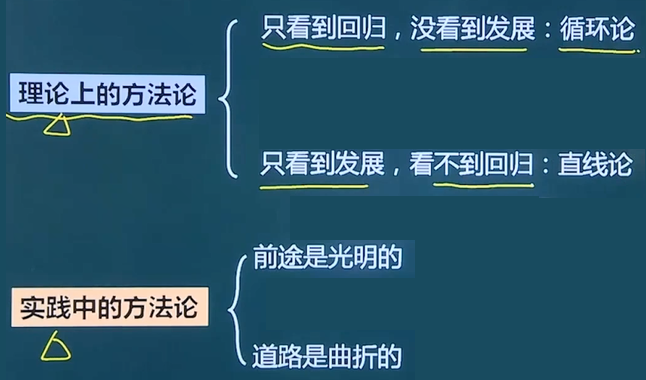 只看到回归，没看到发展：循环论
理论上的方法论
只看到发展，看不到回归：直线论
前途是光明的
实践中的方法论
道路是曲折的